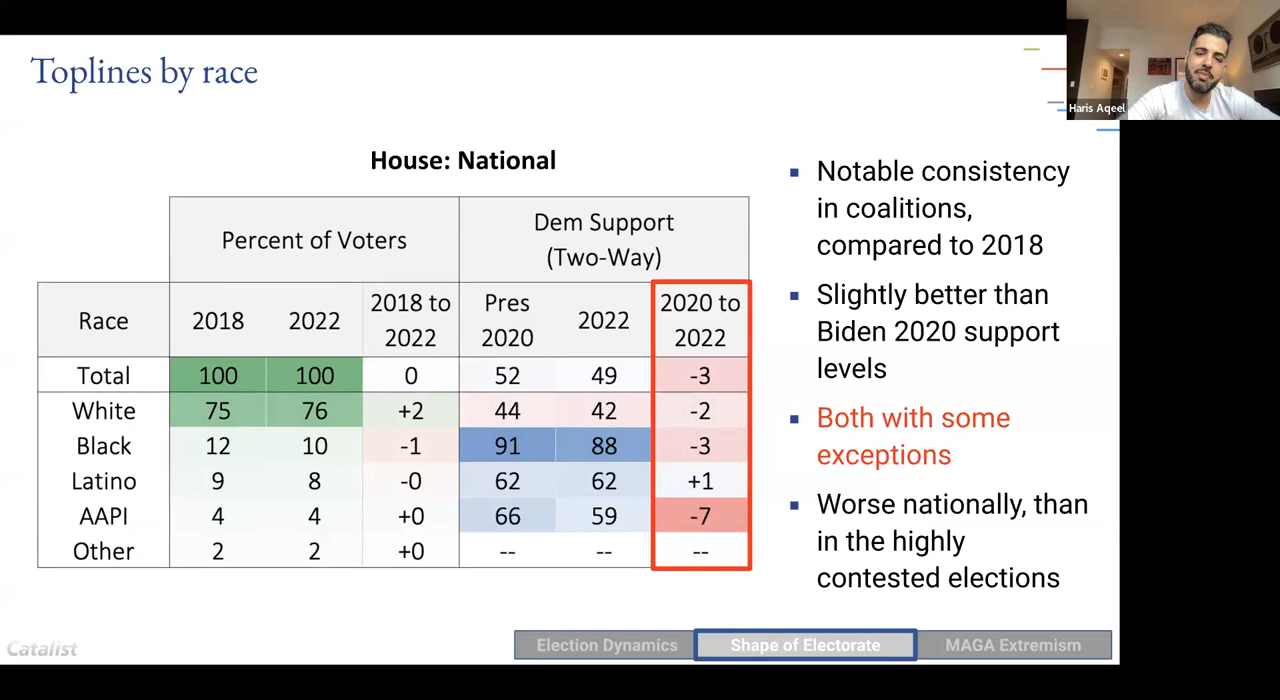 Toplines by race
Haris Aqeel
House: National
Percent of Voters
Dem Support
(Two-Way)
Race
2018
2022
2018 to
2022
Pres
2020
2022
2020 to
2022
Total 100 100 0 52 49 -3
White 75 76 +2 44 42 -2
Black 12 10 -1 91 88 -3
Latino 9 8 -0 62 62 +1
AAPI 4 4 +0 66 59 -7
Other 2 2 +0 -- -- --
Notable consistency
in coalitions,
compared to 2018
Slightly better than
Biden 2020 support
levels
Both with some
exceptions
Worse nationally, than
in the highly
contested elections
Catalist
Election Dynamics
Shape of Electorate
MAGA Extremism